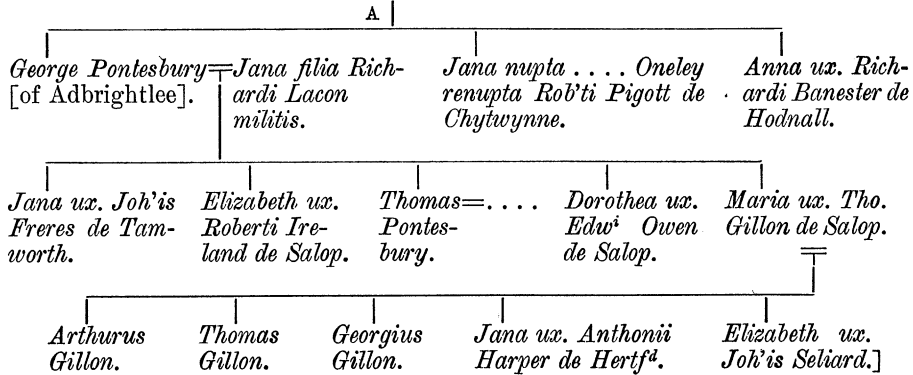 A
George Pontesbury=Jana filia Rich-
[of Adbrightlee]. ardi Lacon
militis.
Jana nupta .... Oneley
renupta Rob'ti Pigott de
Chytwynne.
Anna ux. Rich-
ardi Banester de
Hodnall.
Jana ux. Joh'is
Freres de Tam-
worth.
Elizabeth ux.
Roberti Ire-
land de Salop.
Thomas=....
Pontes-
bury.
Dorothea ux.
Edwⁱ Owen
de Salop.
Maria ux. Tho.
Gillon de Salop.
Arthurus
Gillon.
Thomas
Gillon.
Georgius
Gillon.
Jana ux. Anthonii
Harper de Hertfᵈ.
Elizabeth ux.
Joh'is Seliard.]